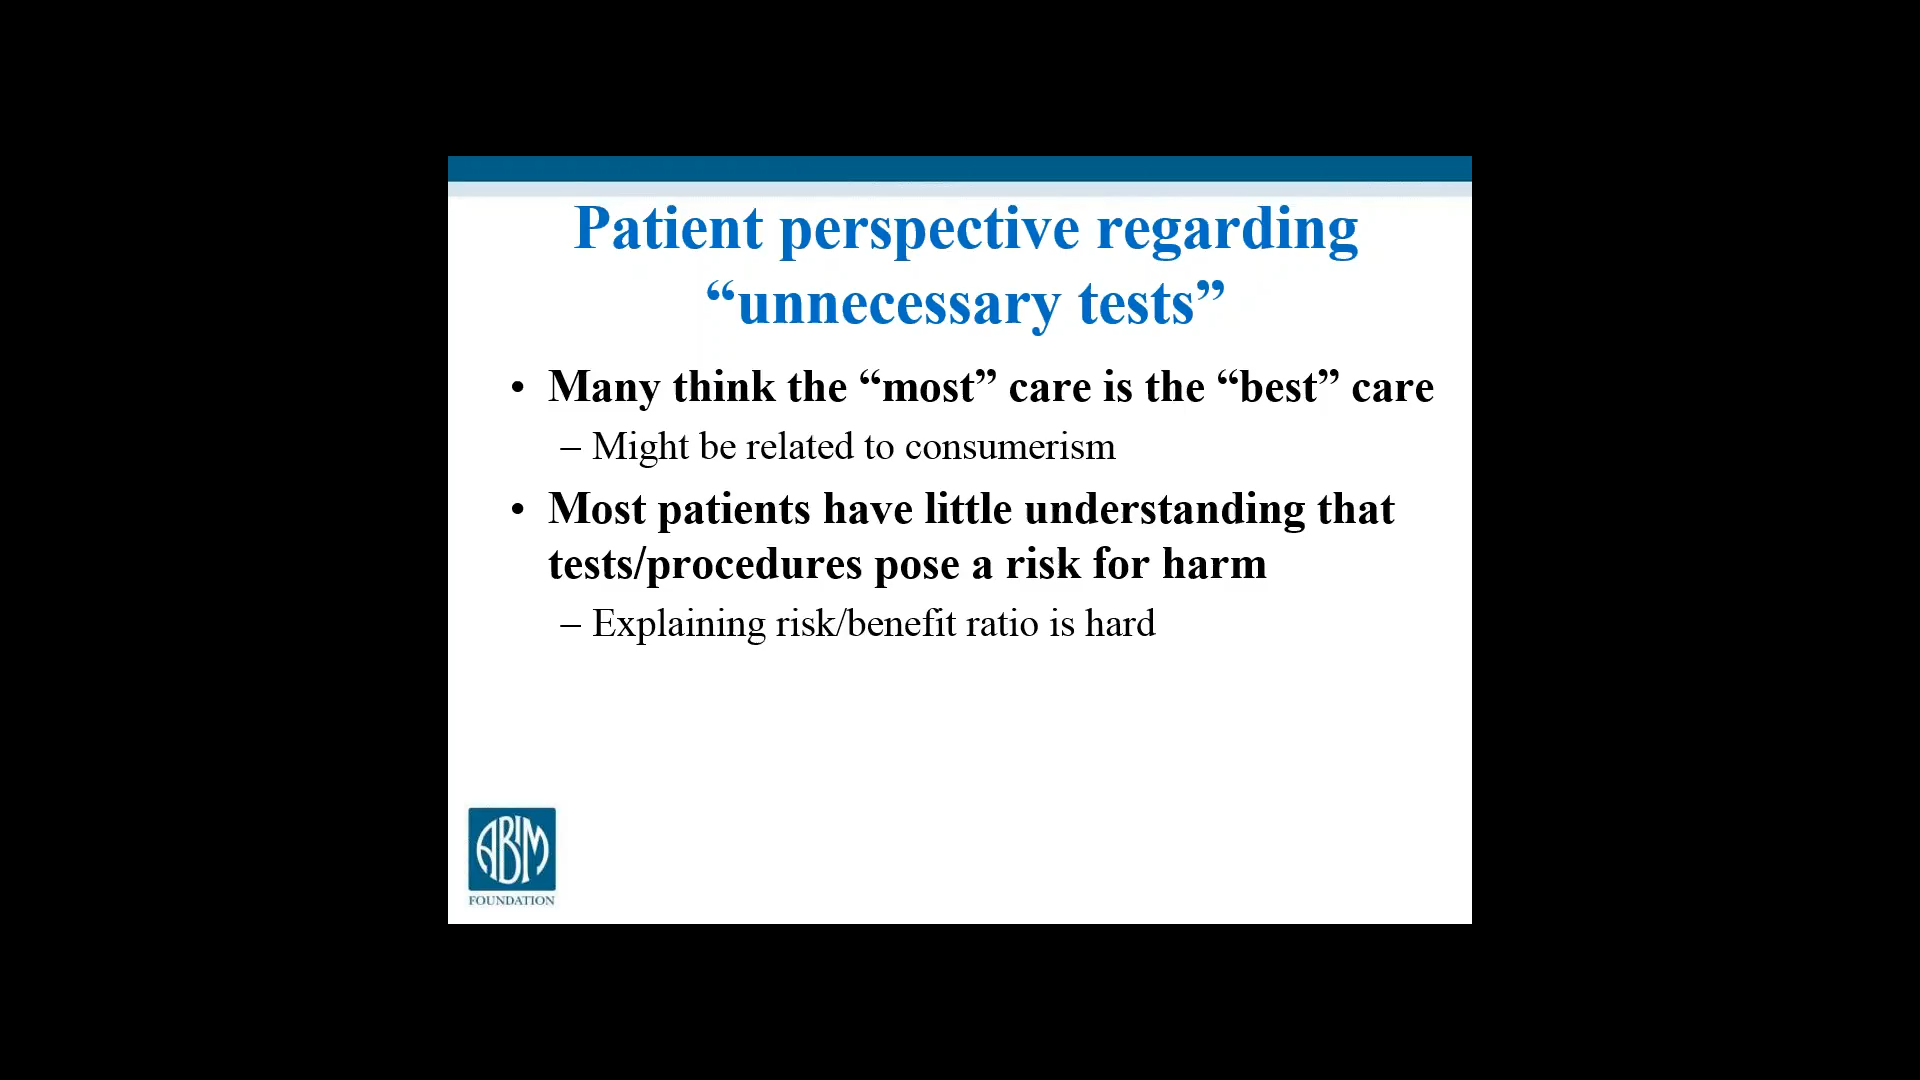 Patient perspective regarding
“unnecessary tests”
• Many think the “most” care is the “best” care
– Might be related to consumerism
• Most patients have little understanding that
tests/procedures pose a risk for harm
– Explaining risk/benefit ratio is hard
ABIM
FOUNDATION